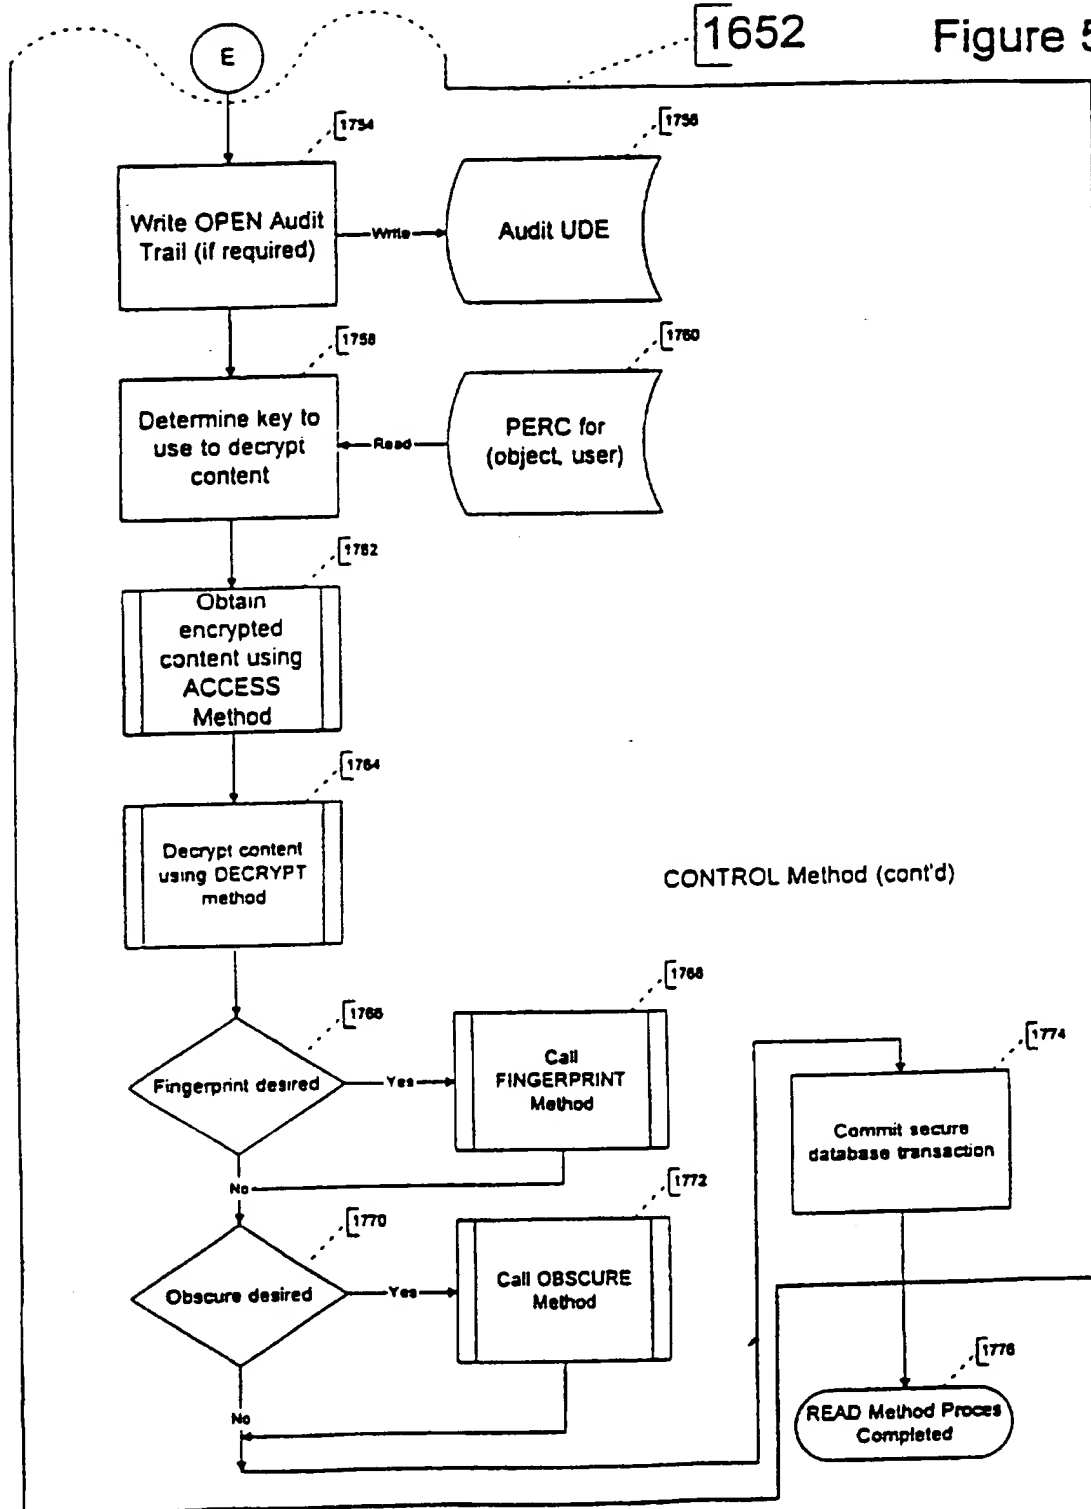 1652
Figure 5
E
1754
Write OPEN Audit
Trail (if required)
Write
1756
Audit UDE
1758
Determine key to
use to decrypt
content
Read
1760
PERC for
(object, user)
1762
Obtain
encrypted
content using
ACCESS
Method
1764
Decrypt content
using DECRYPT
method
CONTROL Method (cont'd)
1766
Fingerprint desired
Yes
1768
Call
FINGERPRINT
Method
No
1770
Obscure desired
Yes
1772
Call OBSCURE
Method
No
1774
Commit secure
database transaction
1776
READ Method Proces
Completed